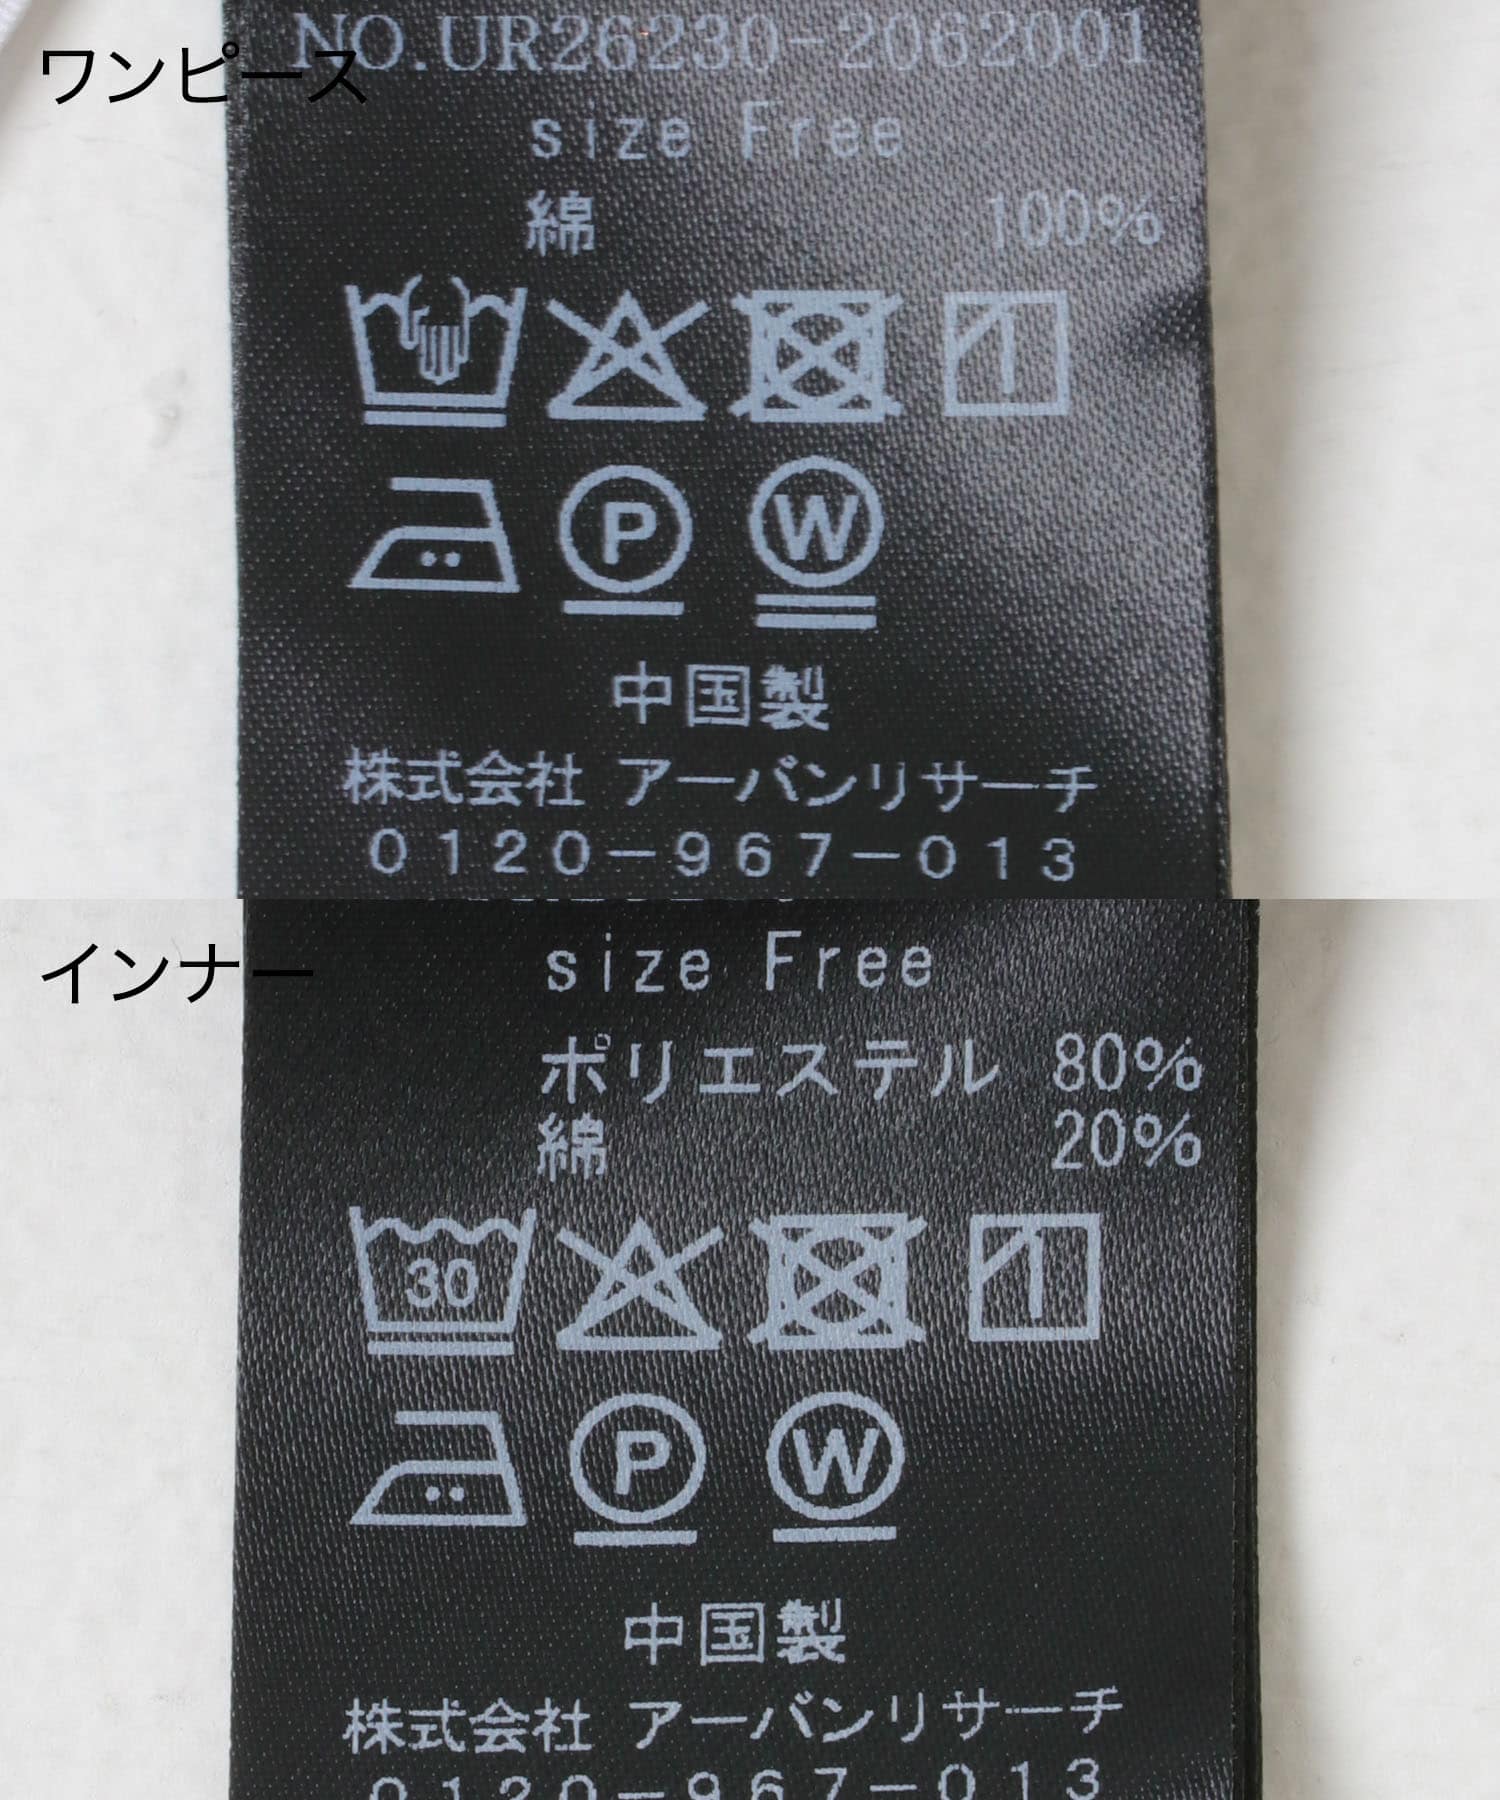 ワンピース
NO.UR26230-2062001
size Free
綿 100%
P W
中国製
株式会社 アーバンリサーチ
0120-967-013
インナー
size Free
ポリエステル 80%
綿 20%
30
P W
中国製
株式会社 アーバンリサーチ
0120-967-013